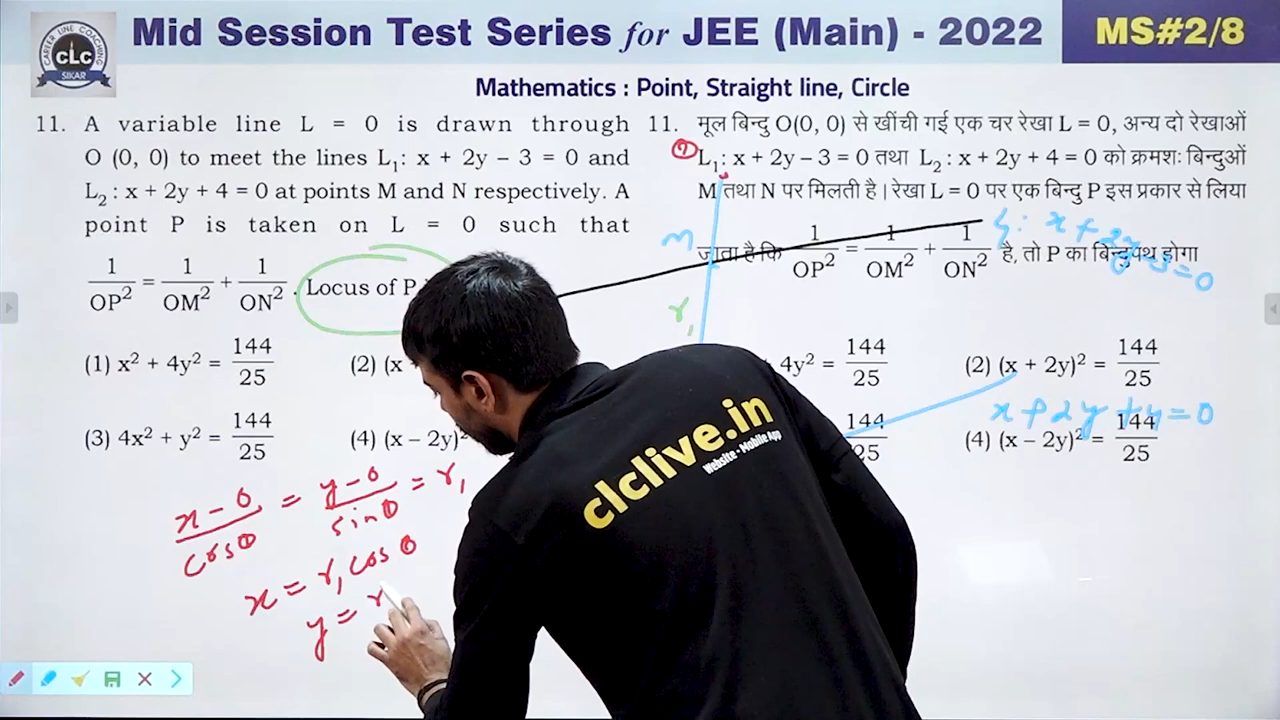 CAREER LINE COACHING
CLC
SIKAR
Mid Session Test Series for JEE (Main) - 2022
MS#2/8
Mathematics : Point, Straight line, Circle
11. A variable line L = 0 is drawn through
O (0, 0) to meet the lines L₁: x + 2y – 3 = 0 and
L₂ : x + 2y + 4 = 0 at points M and N respectively. A
point P is taken on L = 0 such that
1/OP² = 1/OM² + 1/ON² . Locus of P
(1) x² + 4y² = 144/25
(2) (x
(3) 4x² + y² = 144/25
(4) (x – 2y)²
11. मूल बिन्दु O(0, 0) से खींची गई एक चर रेखा L = 0, अन्य दो रेखाओं
L₁: x + 2y – 3 = 0 तथा L₂ : x + 2y + 4 = 0 को क्रमशः बिन्दुओं
M तथा N पर मिलती है। रेखा L = 0 पर एक बिन्दु P इस प्रकार से लिया
जाता है कि 1/OP² = 1/OM² + 1/ON² है, तो P का बिन्दुपथ होगा
4y² = 144/25
(2) (x + 2y)² = 144/25
144/25
(4) (x – 2y)² = 144/25
M
r₁
L₁: x + 2y - 3 = 0
x + 2y + 4 = 0
x-0/cosθ = y-0/sinθ = r₁
x = r₁ cosθ
y = r
clclive.in
Website - Mobile App